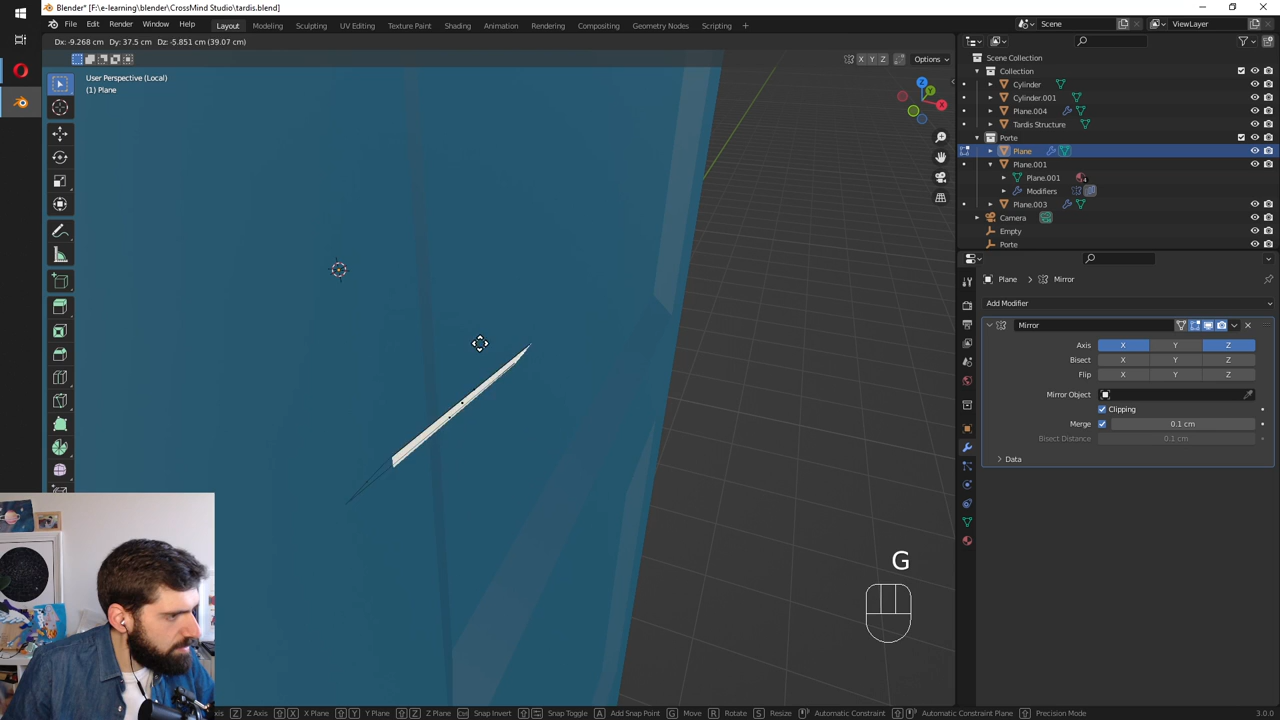 Blender* [F:\e-learning\blender\CrossMind Studio\tardis.blend]
File Edit Render Window Help
Layout Modeling Sculpting UV Editing Texture Paint Shading Animation Rendering Compositing Geometry Nodes Scripting +
Scene
ViewLayer
Dx: -9.268 cm Dy: 37.5 cm Dz: -5.851 cm (39.07 cm)
X Y Z
Options
User Perspective (Local)
(1) Plane
Z
Y
X
Scene Collection
Collection
Cylinder
Cylinder.001
Plane.004
Tardis Structure
Porte
Plane
Plane.001
Plane.001
4
Modifiers
Plane.003
Camera
Empty
Porte
Plane > Mirror
Add Modifier
Mirror
Axis X Y Z
Bisect X Y Z
Flip X Y Z
Mirror Object
Clipping
Merge 0.1 cm
Bisect Distance 0.1 cm
Data
G
axis Z Z Axis X X Plane Y Y Plane Z Z Plane Ctrl Snap Invert Snap Toggle A Add Snap Point G Move R Rotate S Resize Automatic Constraint Automatic Constraint Plane Precision Mode
3.0.0